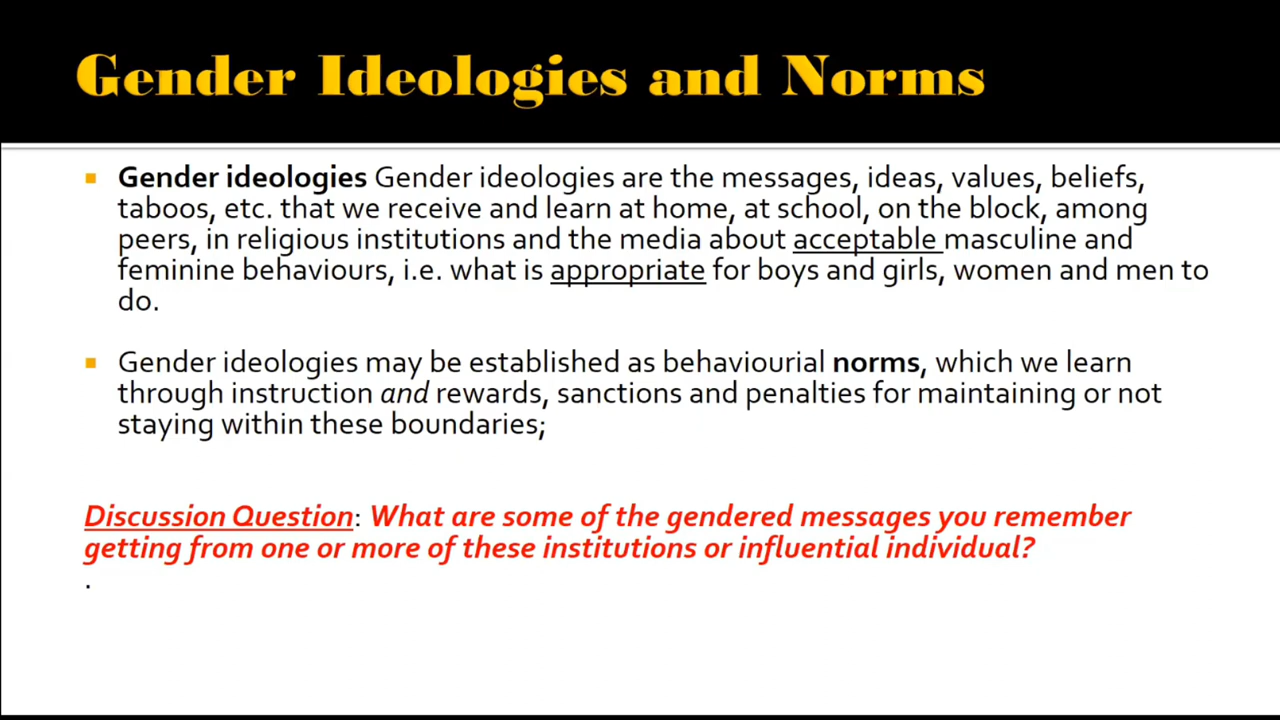 Gender Ideologies and Norms
Gender ideologies Gender ideologies are the messages, ideas, values, beliefs,
taboos, etc. that we receive and learn at home, at school, on the block, among
peers, in religious institutions and the media about acceptable masculine and
feminine behaviours, i.e. what is appropriate for boys and girls, women and men to
do.
Gender ideologies may be established as behaviourial norms, which we learn
through instruction and rewards, sanctions and penalties for maintaining or not
staying within these boundaries;
Discussion Question: What are some of the gendered messages you remember
getting from one or more of these institutions or influential individual?
.